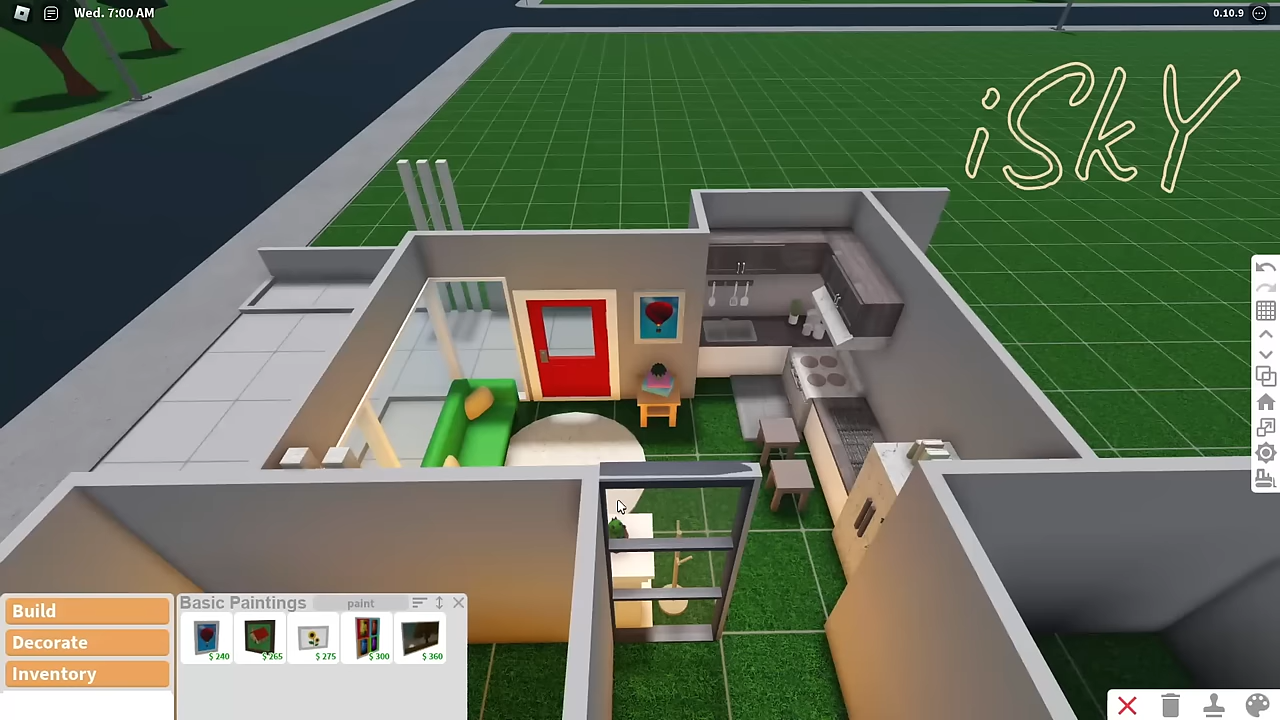 Wed. 7:00 AM
0.10.9
iSkY
Build
Decorate
Inventory
Basic Paintings
paint
$ 240
$ 265
$ 275
$ 300
$ 360